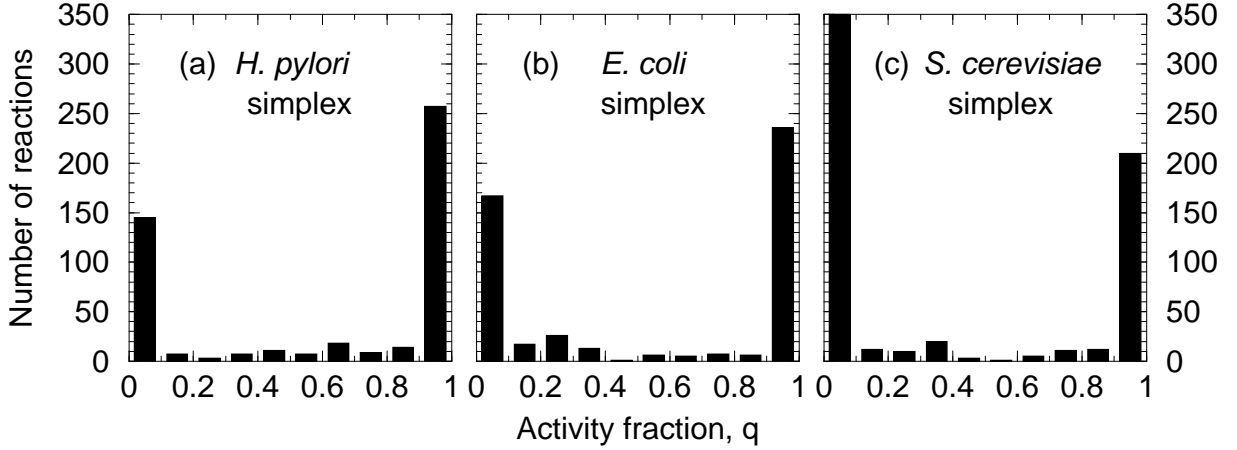 Number of reactions
350
300
250
200
150
100
50
0
(a) H. pylori
simplex
0 0.2 0.4 0.6 0.8 1
(b) E. coli
simplex
0 0.2 0.4 0.6 0.8 1
(c) S. cerevisiae
simplex
0 0.2 0.4 0.6 0.8 1
350
300
250
200
150
100
50
0
Activity fraction, q